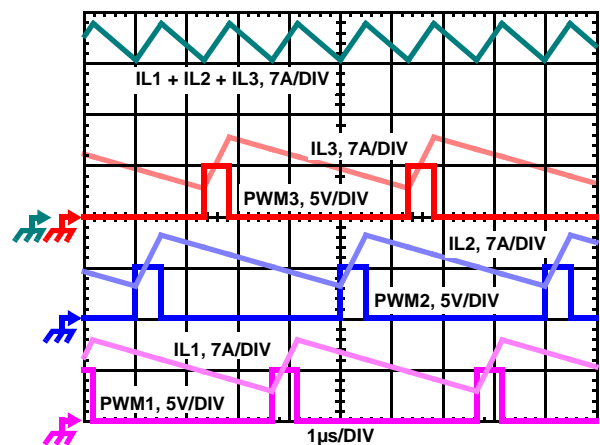 IL1 + IL2 + IL3, 7A/DIV
IL3, 7A/DIV
PWM3, 5V/DIV
IL2, 7A/DIV
PWM2, 5V/DIV
IL1, 7A/DIV
PWM1, 5V/DIV
1µs/DIV